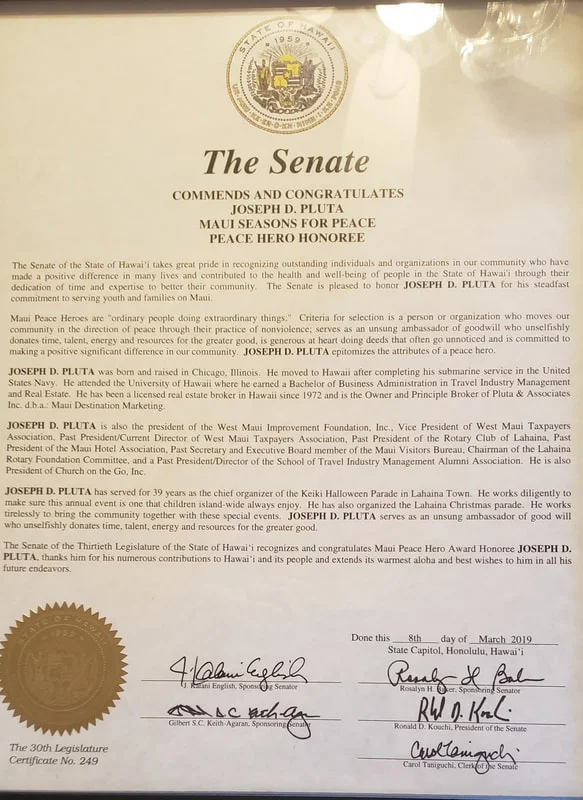 STATE OF HAWAII
1959
The Senate
COMMENDS AND CONGRATULATES
JOSEPH D. PLUTA
MAUI SEASONS FOR PEACE
PEACE HERO HONOREE
The Senate of the State of Hawai‘i takes great pride in recognizing outstanding individuals and organizations in our community who have
made a positive difference in many lives and contributed to the health and well-being of people in the State of Hawai‘i through their
dedication of time and expertise to better their community. The Senate is pleased to honor JOSEPH D. PLUTA for his steadfast
commitment to serving youth and families on Maui.
Maui Peace Heroes are "ordinary people doing extraordinary things." Criteria for selection is a person or organization who moves our
community in the direction of peace through their practice of nonviolence; serves as an unsung ambassador of goodwill who unselfishly
donates time, talent, energy and resources for the greater good, is generous at heart doing deeds that often go unnoticed and is committed to
making a positive significant difference in our community. JOSEPH D. PLUTA epitomizes the attributes of a peace hero.
JOSEPH D. PLUTA was born and raised in Chicago, Illinois. He moved to Hawaii after completing his submarine service in the United
States Navy. He attended the University of Hawaii where he earned a Bachelor of Business Administration in Travel Industry Management
and Real Estate. He has been a licensed real estate broker in Hawaii since 1972 and is the Owner and Principle Broker of Pluta & Associates
Inc. d.b.a.: Maui Destination Marketing.
JOSEPH D. PLUTA is also the president of the West Maui Improvement Foundation, Inc., Vice President of West Maui Taxpayers
Association, Past President/Current Director of West Maui Taxpayers Association, Past President of the Rotary Club of Lahaina, Past
President of the Maui Hotel Association, Past Secretary and Executive Board member of the Maui Visitors Bureau, Chairman of the Lahaina
Rotary Foundation Committee, and a Past President/Director of the School of Travel Industry Management Alumni Association. He is also
President of Church on the Go, Inc.
JOSEPH D. PLUTA has served for 39 years as the chief organizer of the Keiki Halloween Parade in Lahaina Town. He works diligently to
make sure this annual event is one that children island-wide always enjoy. He has also organized the Lahaina Christmas parade. He works
tirelessly to bring the community together with these special events. JOSEPH D. PLUTA serves as an unsung ambassador of good will
who unselfishly donates time, talent, energy and resources for the greater good.
The Senate of the Thirtieth Legislature of the State of Hawai‘i recognizes and congratulates Maui Peace Hero Award Honoree JOSEPH D.
PLUTA, thanks him for his numerous contributions to Hawai‘i and its people and extends its warmest aloha and best wishes to him in all his
future endeavors.
Done this 8th day of March 2019
State Capitol, Honolulu, Hawai‘i
J. Kalani English, Sponsoring Senator
Rosalyn H. Baker, Sponsoring Senator
Gilbert S.C. Keith-Agaran, Sponsoring Senator
Ronald D. Kouchi, President of the Senate
Carol Taniguchi, Clerk of the Senate
The 30th Legislature
Certificate No. 249